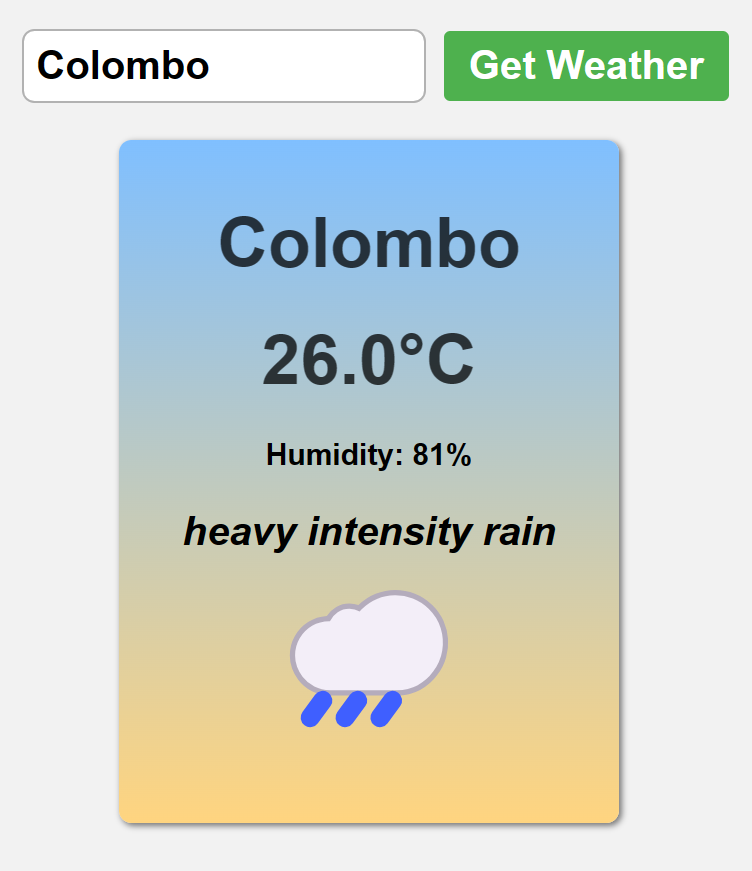 Colombo
Get Weather
Colombo
26.0°C
Humidity: 81%
heavy intensity rain